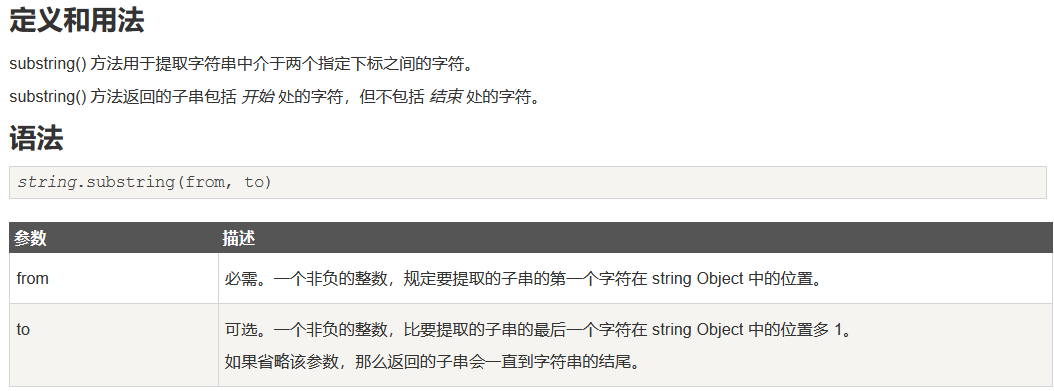 定义和用法
substring() 方法用于提取字符串中介于两个指定下标之间的字符。
substring() 方法返回的子串包括 开始 处的字符，但不包括 结束 处的字符。
语法
string.substring(from, to)
参数 描述
from 必需。一个非负的整数，规定要提取的子串的第一个字符在 string Object 中的位置。
to 可选。一个非负的整数，比要提取的子串的最后一个字符在 string Object 中的位置多 1。
如果省略该参数，那么返回的子串会一直到字符串的结尾。